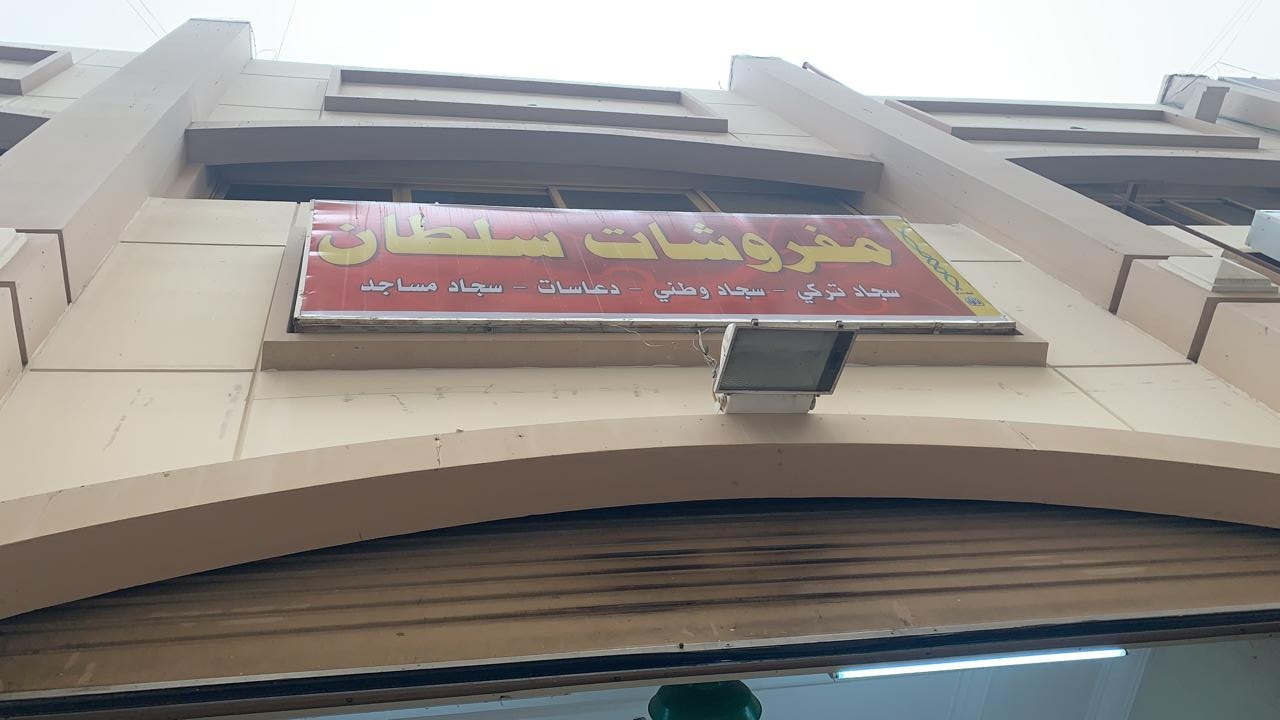 مفروشات سلطان
سجاد تركي - سجاد وطني - دعاسات - سجاد مساجد